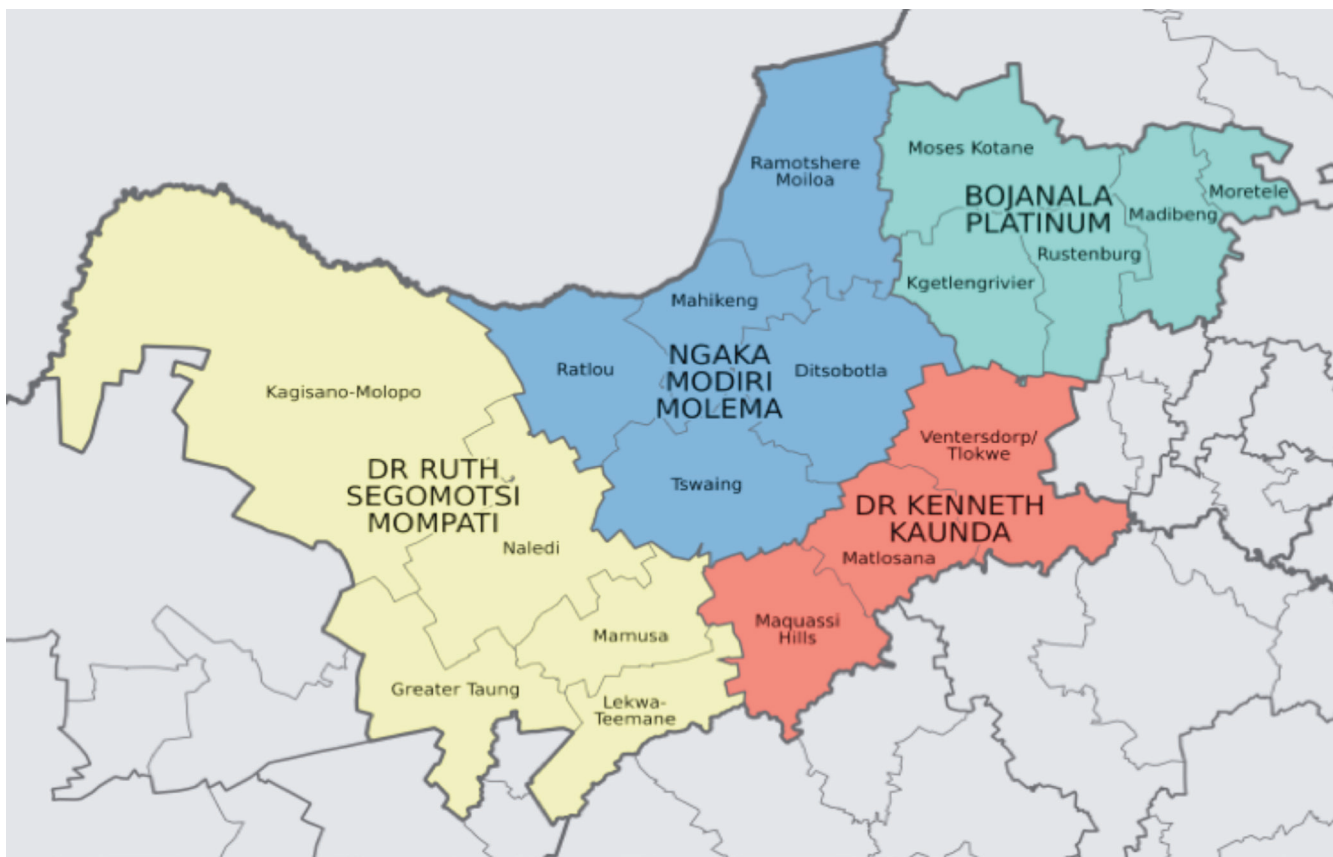 Ramotshere
Moiloa
Moses Kotane
BOJANALA
PLATINUM
Moretele
Madibeng
Rustenburg
Kgetlengrivier
Mahikeng
NGAKA
MODIRI
MOLEMA
Ratlou
Ditsobotla
Tswaing
Kagisano-Molopo
DR RUTH
SEGOMOTSI
MOMPATI
Naledi
Mamusa
Greater Taung
Lekwa-
Teemane
Ventersdorp/
Tlokwe
DR KENNETH
KAUNDA
Matlosana
Maquassi
Hills